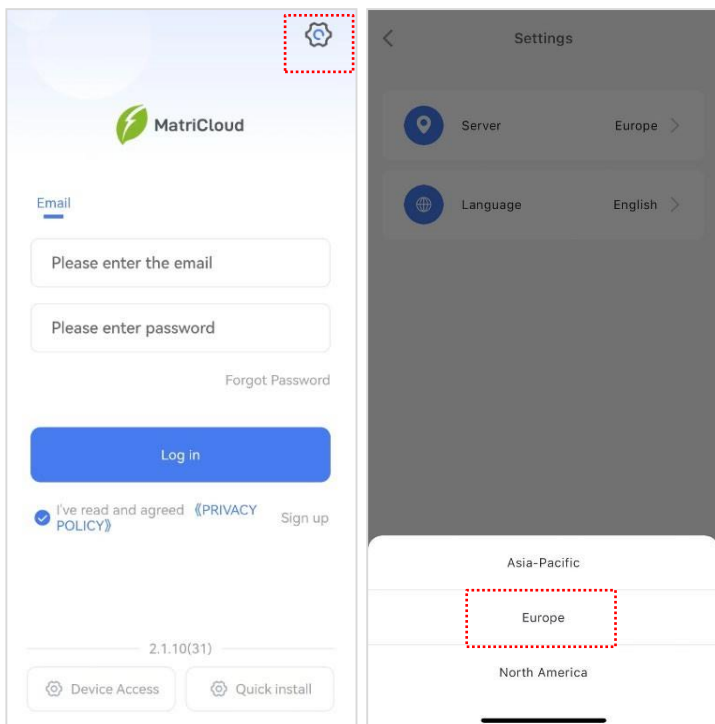 MatriCloud
Email
Please enter the email
Please enter password
Forgot Password
Log in
I've read and agreed 《PRIVACY
POLICY》
Sign up
2.1.10(31)
Device Access
Quick install
Settings
Server Europe
Language English
Asia-Pacific
Europe
North America